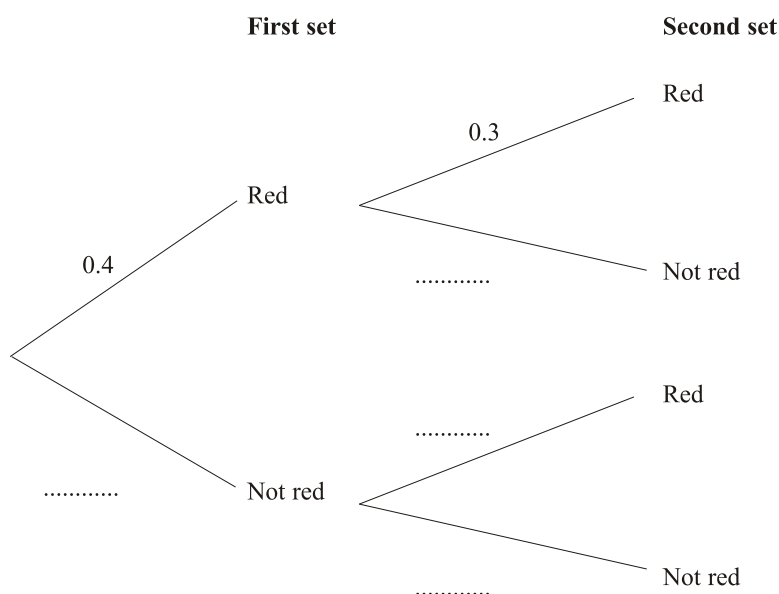 First set Second set
Red
0.3
Red
0.4
Not red
............
Red
............
Not red
............
Not red
............